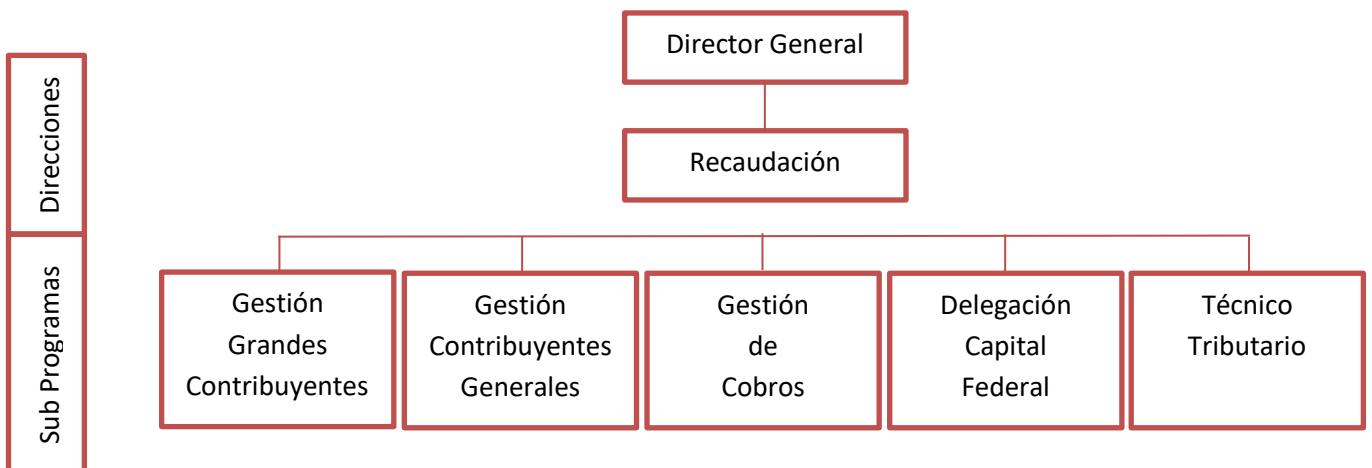 Director General
Direcciones
Recaudación
Sub Programas
Gestión
Grandes
Contribuyentes
Gestión
Contribuyentes
Generales
Gestión
de
Cobros
Delegación
Capital
Federal
Técnico
Tributario